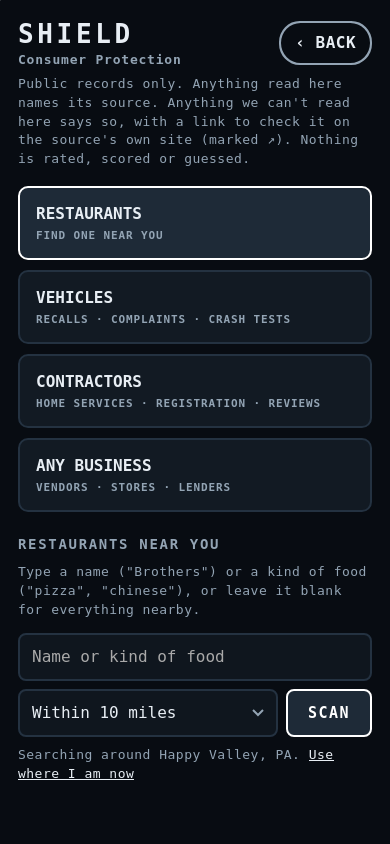 SHIELD
‹ BACK
Consumer Protection
Public records only. Anything read here
names its source. Anything we can't read
here says so, with a link to check it on
the source's own site (marked ↗). Nothing
is rated, scored or guessed.
RESTAURANTS
FIND ONE NEAR YOU
VEHICLES
RECALLS · COMPLAINTS · CRASH TESTS
CONTRACTORS
HOME SERVICES · REGISTRATION · REVIEWS
ANY BUSINESS
VENDORS · STORES · LENDERS
RESTAURANTS NEAR YOU
Type a name ("Brothers") or a kind of food
("pizza", "chinese"), or leave it blank
for everything nearby.
Name or kind of food
Within 10 miles
SCAN
Searching around Happy Valley, PA. Use
where I am now